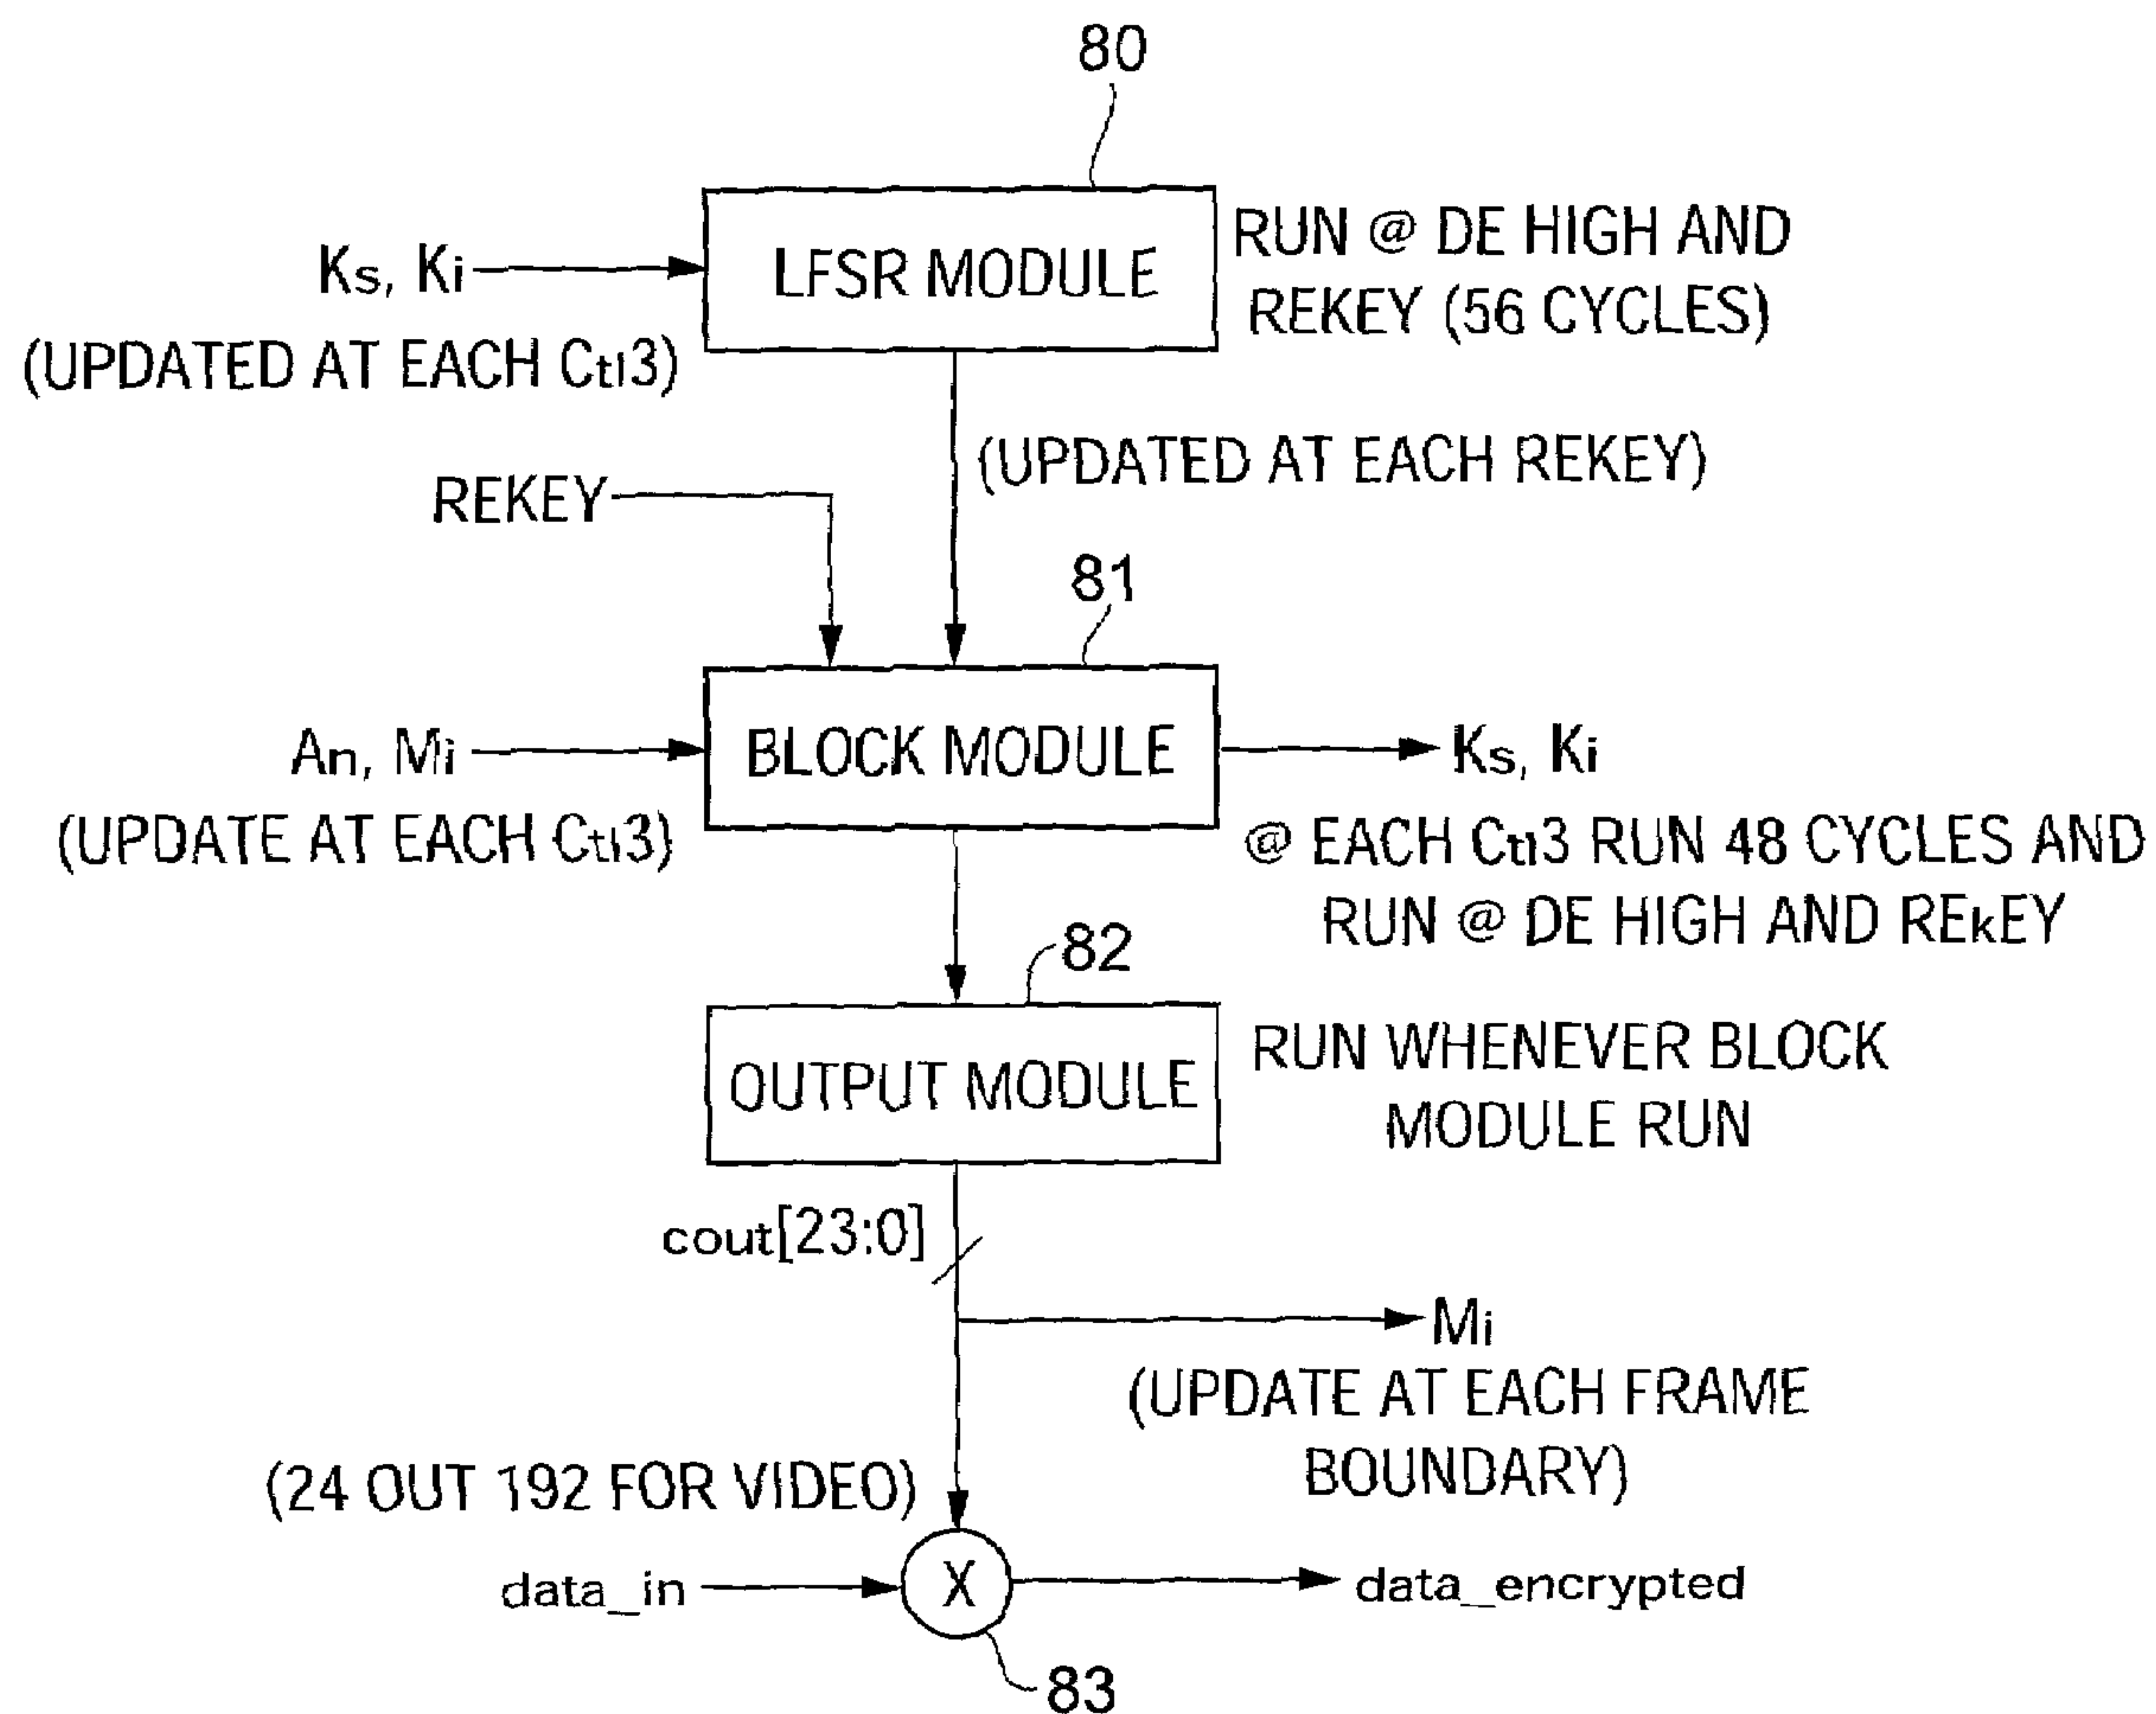 80
LFSR MODULE
RUN @ DE HIGH AND
REKEY (56 CYCLES)
Ks, Ki
(UPDATED AT EACH Ctl3)
(UPDATED AT EACH REKEY)
REKEY
81
BLOCK MODULE
An, Mi
(UPDATE AT EACH Ctl3)
Ks, Ki
@ EACH Ctl3 RUN 48 CYCLES AND
RUN @ DE HIGH AND REkEY
82
OUTPUT MODULE
RUN WHENEVER BLOCK
MODULE RUN
cout[23:0]
Mi
(UPDATE AT EACH FRAME
BOUNDARY)
(24 OUT 192 FOR VIDEO)
data_in
X
data_encrypted
83